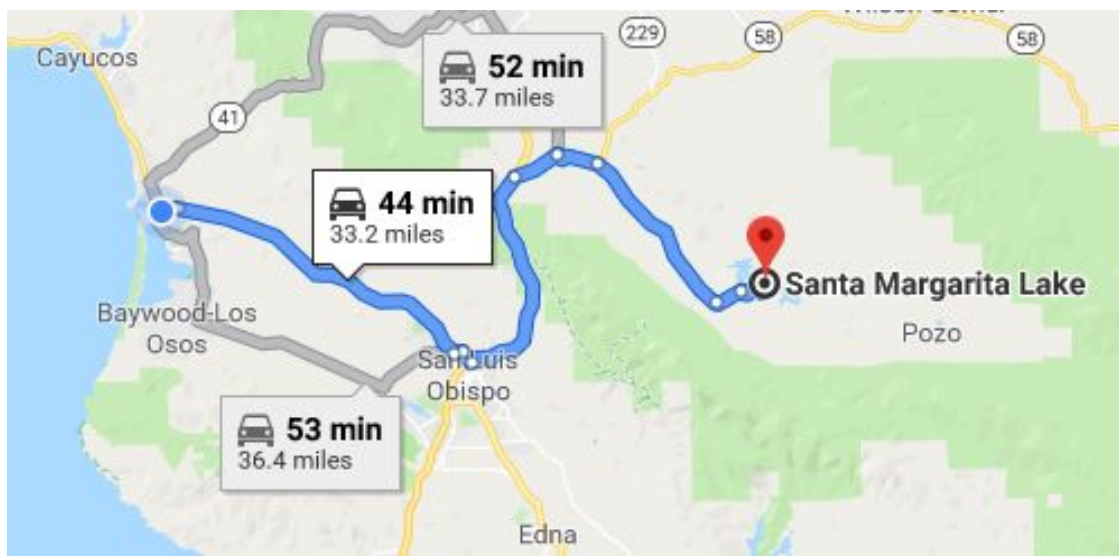 Cayucos
229
58
58
52 min
33.7 miles
41
44 min
33.2 miles
Santa Margarita Lake
Baywood-Los
Osos
Pozo
San Luis
Obispo
53 min
36.4 miles
Edna